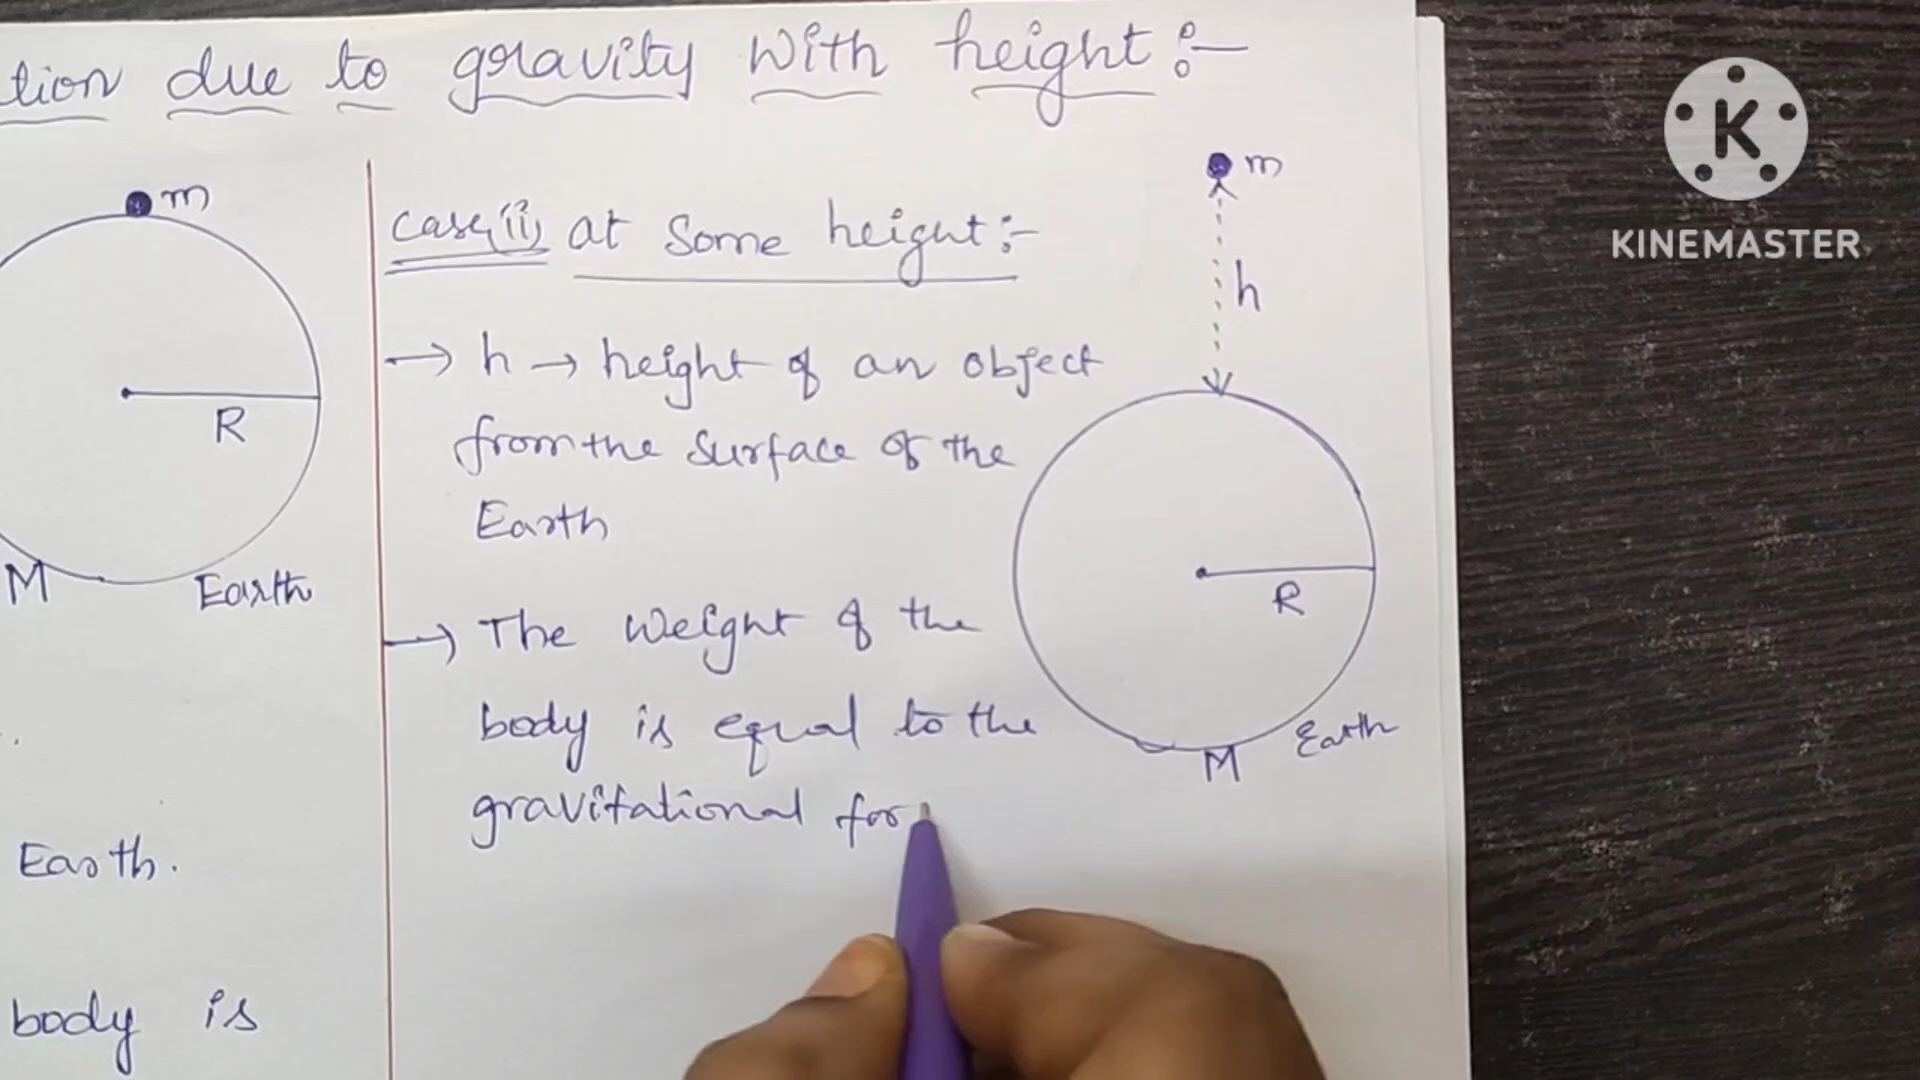 tion due to gravity with height:-
m
R
M
Earth
.
Earth.
body is
case(ii) at some height:-
→ h → height of an object
from the surface of the
Earth
→ The weight of the
body is equal to the
gravitational for
m
h
R
M
Earth
K
KINEMASTER